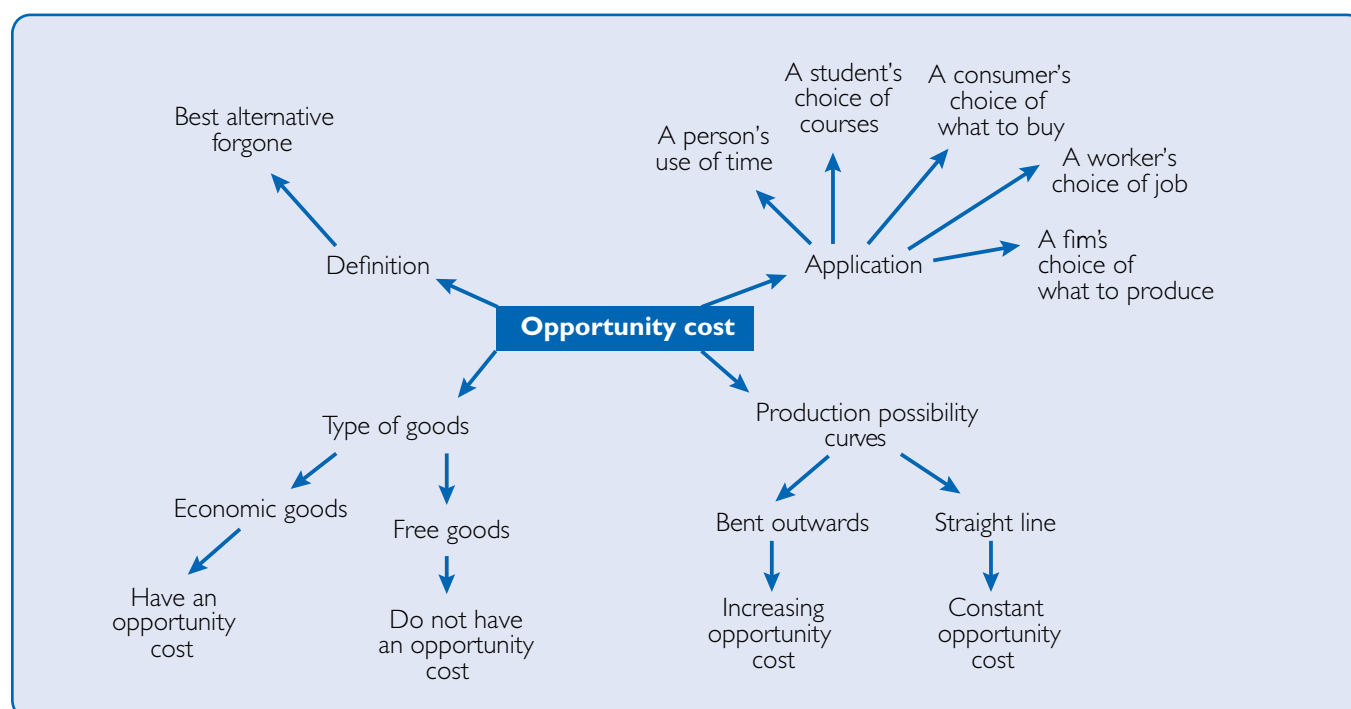 Best alternative
forgone
Definition
A person's
use of time
A student's
choice of
courses
A consumer's
choice of
what to buy
A worker's
choice of job
A fim's
choice of
what to produce
Application
Opportunity cost
Type of goods
Economic goods
Have an
opportunity
cost
Free goods
Do not have
an opportunity
cost
Production possibility
curves
Bent outwards
Increasing
opportunity
cost
Straight line
Constant
opportunity
cost